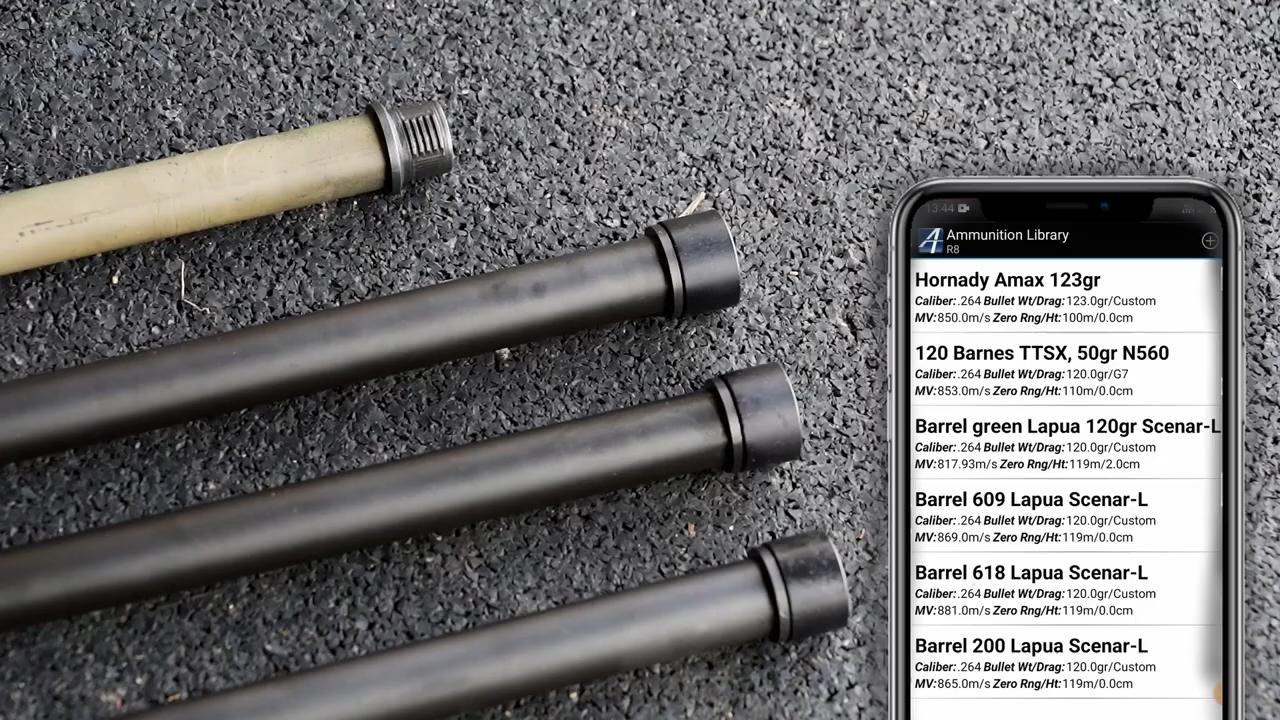 13:44
Ammunition Library
R8
Hornady Amax 123gr
Caliber: .264 Bullet Wt/Drag: 123.0gr/Custom
MV: 850.0m/s Zero Rng/Ht: 100m/0.0cm
120 Barnes TTSX, 50gr N560
Caliber: .264 Bullet Wt/Drag: 120.0gr/G7
MV: 853.0m/s Zero Rng/Ht: 110m/0.0cm
Barrel green Lapua 120gr Scenar-L
Caliber: .264 Bullet Wt/Drag: 120.0gr/Custom
MV: 817.93m/s Zero Rng/Ht: 119m/2.0cm
Barrel 609 Lapua Scenar-L
Caliber: .264 Bullet Wt/Drag: 120.0gr/Custom
MV: 869.0m/s Zero Rng/Ht: 119m/0.0cm
Barrel 618 Lapua Scenar-L
Caliber: .264 Bullet Wt/Drag: 120.0gr/Custom
MV: 881.0m/s Zero Rng/Ht: 119m/0.0cm
Barrel 200 Lapua Scenar-L
Caliber: .264 Bullet Wt/Drag: 120.0gr/Custom
MV: 865.0m/s Zero Rng/Ht: 119m/0.0cm